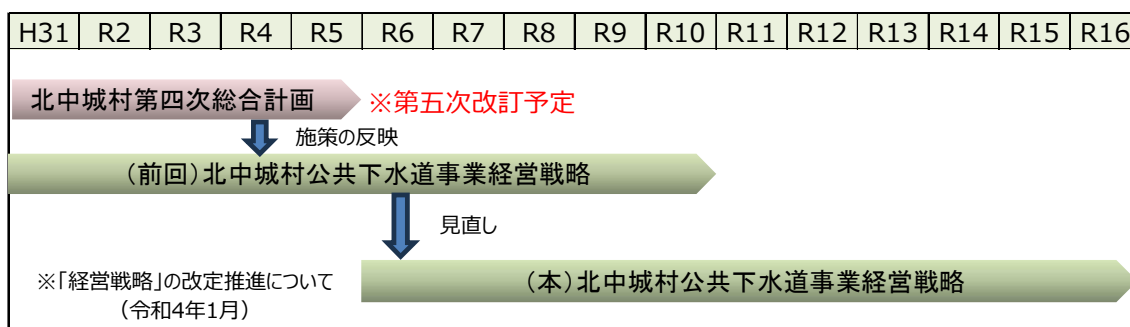 H31 R2 R3 R4 R5 R6 R7 R8 R9 R10 R11 R12 R13 R14 R15 R16
北中城村第四次総合計画 ※第五次改訂予定
施策の反映
(前回)北中城村公共下水道事業経営戦略
見直し
※「経営戦略」の改定推進について
(令和4年1月)
(本)北中城村公共下水道事業経営戦略